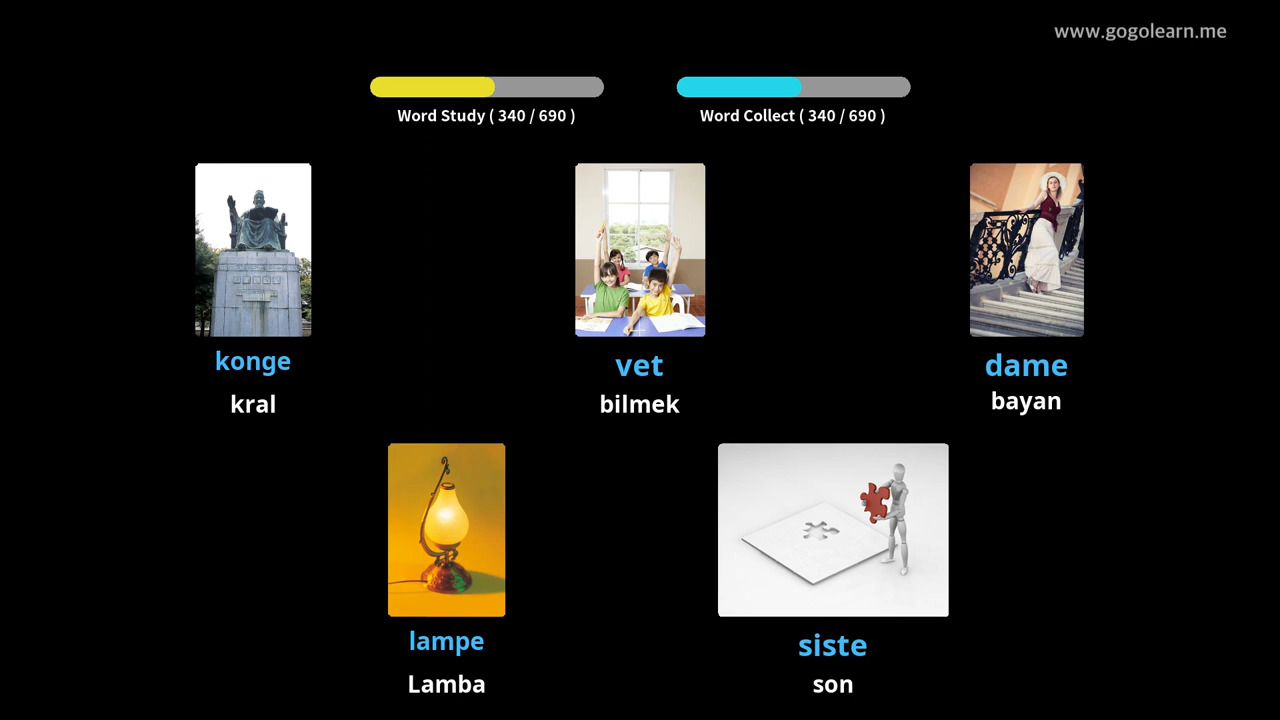 www.gogolearn.me
Word Study ( 340 / 690 )
Word Collect ( 340 / 690 )
konge
kral
vet
bilmek
dame
bayan
lampe
Lamba
siste
son